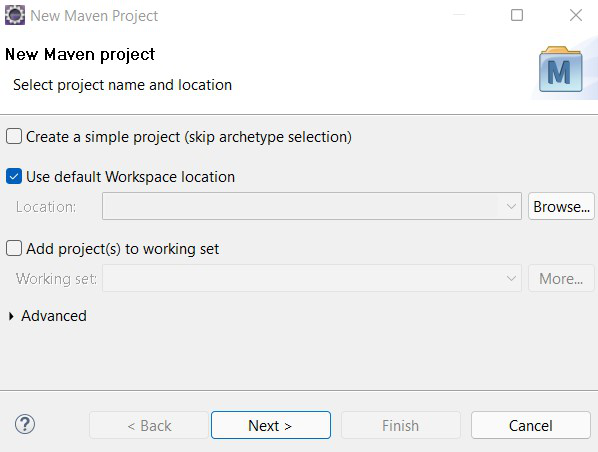 New Maven Project
New Maven project
Select project name and location
M
Create a simple project (skip archetype selection)
Use default Workspace location
Location:
Browse...
Add project(s) to working set
Working set:
More...
Advanced
?
< Back
Next >
Finish
Cancel